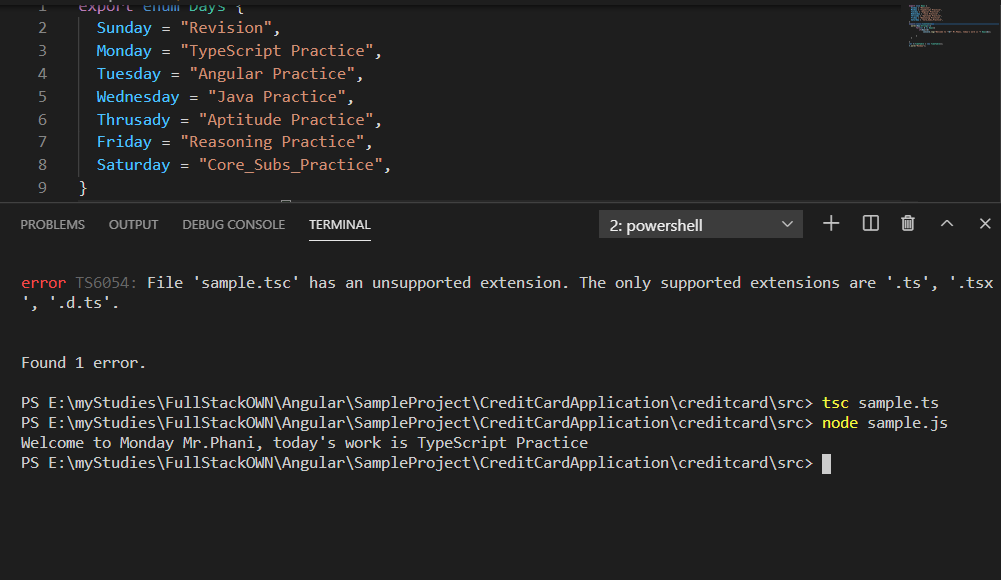 1 export enum Days {
2 Sunday = "Revision",
3 Monday = "TypeScript Practice",
4 Tuesday = "Angular Practice",
5 Wednesday = "Java Practice",
6 Thrusady = "Aptitude Practice",
7 Friday = "Reasoning Practice",
8 Saturday = "Core_Subs_Practice",
9 }
PROBLEMS OUTPUT DEBUG CONSOLE TERMINAL 2: powershell
error TS6054: File 'sample.tsc' has an unsupported extension. The only supported extensions are '.ts', '.tsx
', '.d.ts'.
Found 1 error.
PS E:\myStudies\FullStackOWN\Angular\SampleProject\CreditCardApplication\creditcard\src> tsc sample.ts
PS E:\myStudies\FullStackOWN\Angular\SampleProject\CreditCardApplication\creditcard\src> node sample.js
Welcome to Monday Mr.Phani, today's work is TypeScript Practice
PS E:\myStudies\FullStackOWN\Angular\SampleProject\CreditCardApplication\creditcard\src>